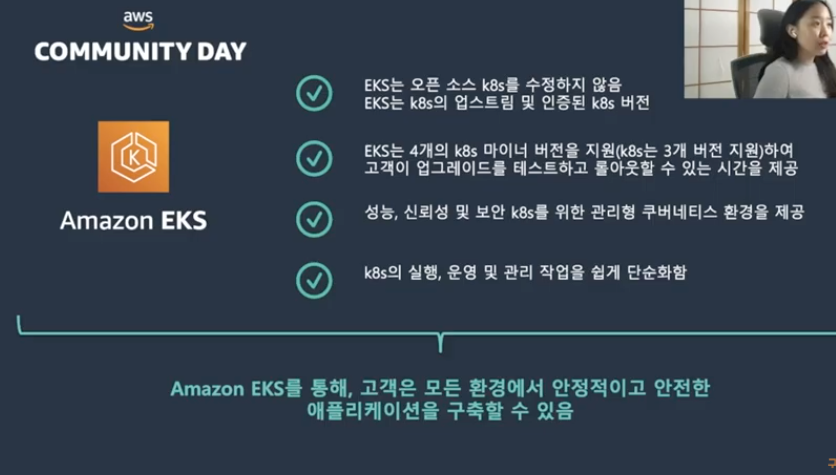 aws
COMMUNITY DAY
EKS는 오픈 소스 k8s를 수정하지 않음
EKS는 k8s의 업스트림 및 인증된 k8s 버전
EKS는 4개의 k8s 마이너 버전을 지원(k8s는 3개 버전 지원)하여
고객이 업그레이드를 테스트하고 롤아웃할 수 있는 시간을 제공
Amazon EKS
성능, 신뢰성 및 보안 k8s를 위한 관리형 쿠버네티스 환경을 제공
k8s의 실행, 운영 및 관리 작업을 쉽게 단순화함
Amazon EKS를 통해, 고객은 모든 환경에서 안정적이고 안전한
애플리케이션을 구축할 수 있음